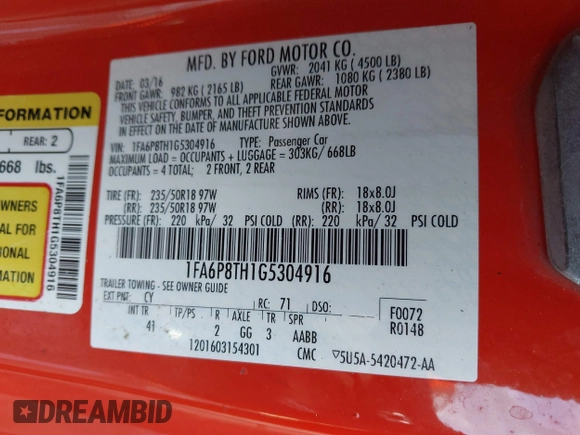 MFD. BY FORD MOTOR CO.
DATE: 03/16
GVWR: 2041 KG ( 4500 LB)
FRONT GAWR: 982 KG ( 2165 LB)
REAR GAWR: 1080 KG ( 2380 LB)
THIS VEHICLE CONFORMS TO ALL APPLICABLE FEDERAL MOTOR
VEHICLE SAFETY, BUMPER, AND THEFT PREVENTION STANDARDS
IN EFFECT ON THE DATE OF MANUFACTURE SHOWN ABOVE.
VIN: 1FA6P8TH1G5304916
TYPE: Passenger Car
MAXIMUM LOAD = OCCUPANTS + LUGGAGE = 303KG/ 668LB
OCCUPANTS = 4 TOTAL; 2 FRONT, 2 REAR
TIRE (FR): 235/50R18 97W RIMS (FR): 18x8.0J
(RR): 235/50R18 97W (RR): 18x8.0J
PRESSURE (FR): 220 kPa/ 32 PSI COLD (RR): 220 kPa/ 32 PSI COLD
1FA6P8TH1G5304916
TRAILER TOWING - SEE OWNER GUIDE
EXT PNT: CY RC: 71 DSO:
F0072
R0148
INT TR TP/PS R AXLE TR SPR
41 2 GG 3 AABB
1201603154301 CMC
5U5A-5420472-AA
FORMATION
REAR: 2
668 lbs.
OWNERS
FOR
IONAL
MATION
1FA6P8TH1G5304916
DREAMBID